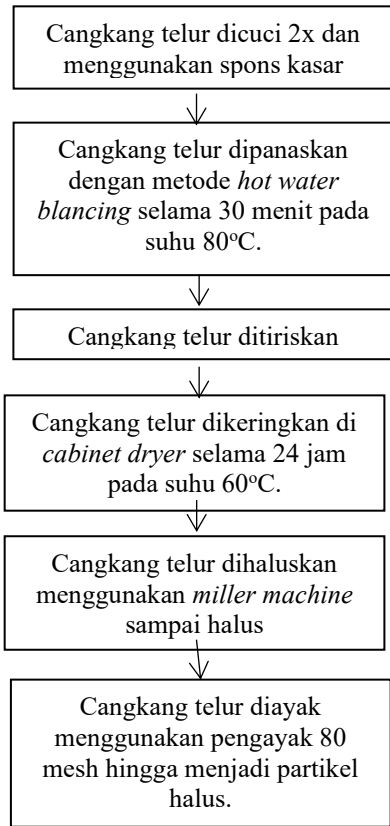 Cangkang telur dicuci 2x dan
menggunakan spons kasar
Cangkang telur dipanaskan
dengan metode hot water
blancing selama 30 menit pada
suhu 80°C.
Cangkang telur ditiriskan
Cangkang telur dikeringkan di
cabinet dryer selama 24 jam
pada suhu 60°C.
Cangkang telur dihaluskan
menggunakan miller machine
sampai halus
Cangkang telur diayak
menggunakan pengayak 80
mesh hingga menjadi partikel
halus.